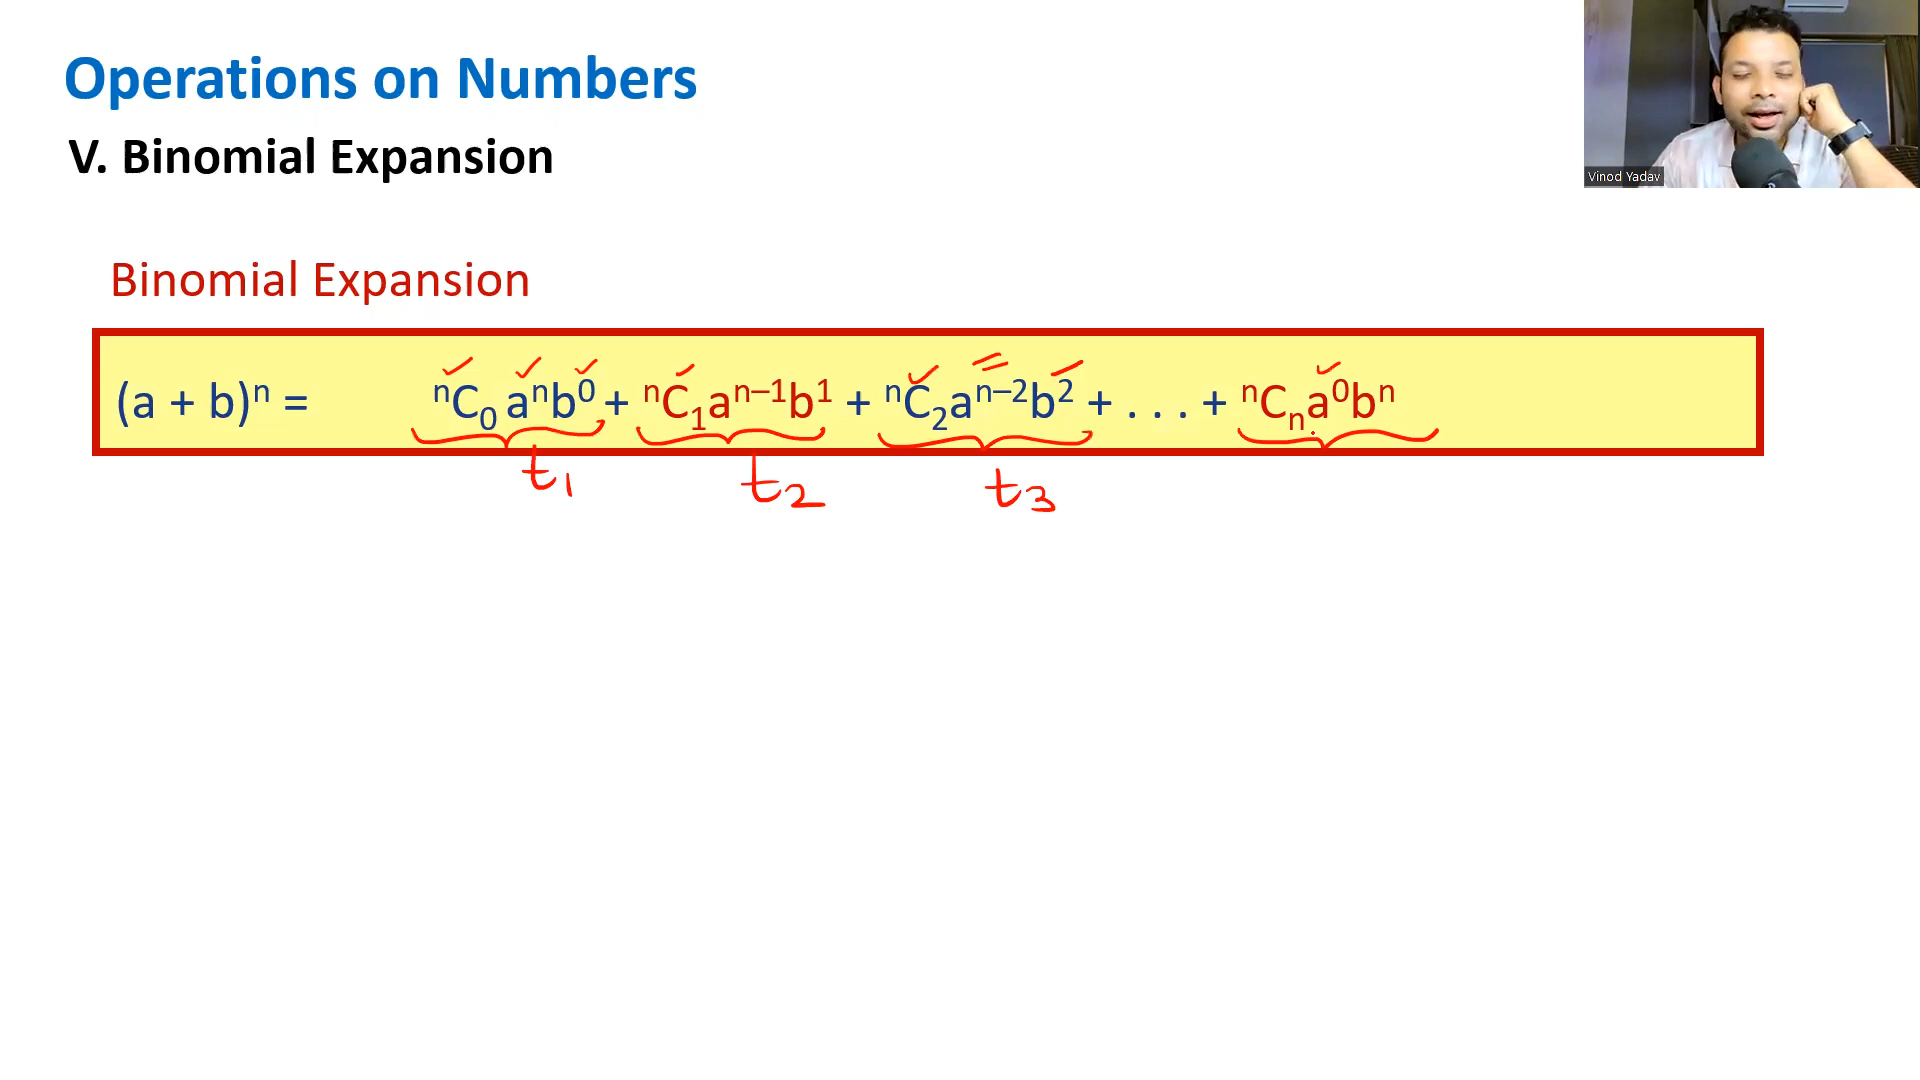 Operations on Numbers
V. Binomial Expansion
Vinod Yadav
Binomial Expansion
(a + b)ⁿ = ⁿC₀ aⁿb⁰ + ⁿC₁aⁿ⁻¹b¹ + ⁿC₂aⁿ⁻²b² + . . . + ⁿCₙa⁰bⁿ
t₁ t₂ t₃